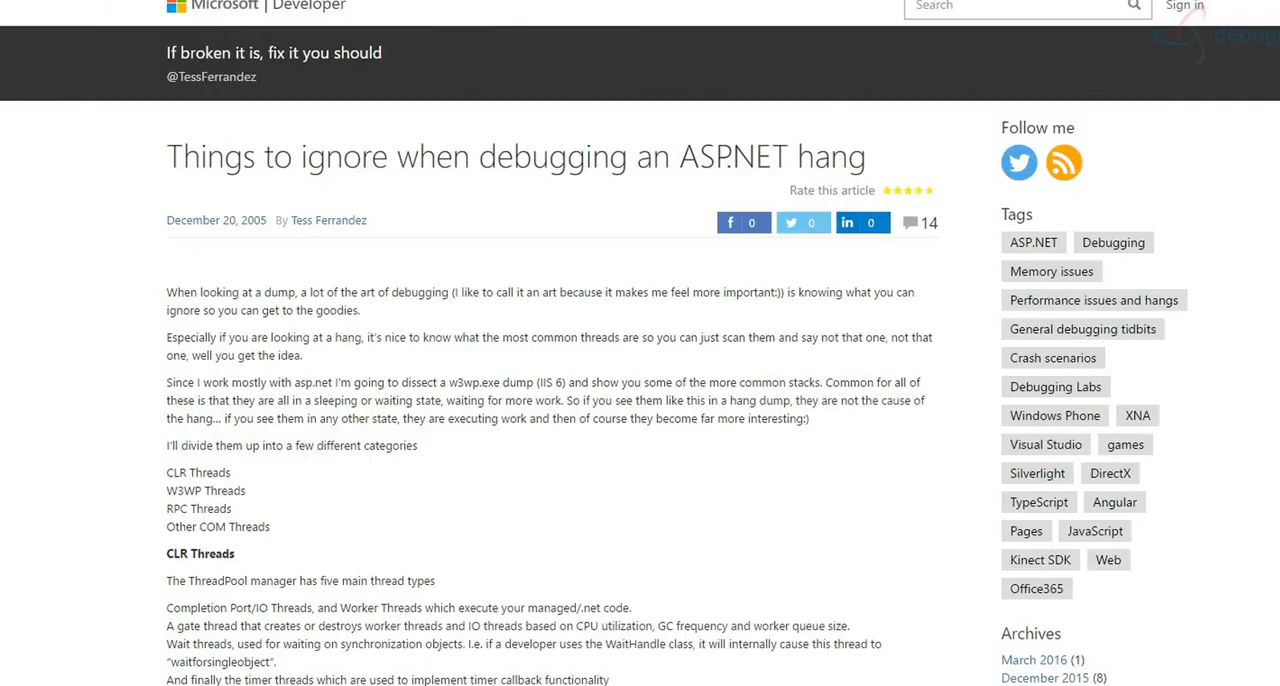 Microsoft | Developer
Search
Sign in
If broken it is, fix it you should
@TessFerrandez
Things to ignore when debugging an ASP.NET hang
Rate this article
December 20, 2005 By Tess Ferrandez
0
0
in 0
14
When looking at a dump, a lot of the art of debugging (I like to call it an art because it makes me feel more important:)) is knowing what you can
ignore so you can get to the goodies.
Especially if you are looking at a hang, it's nice to know what the most common threads are so you can just scan them and say not that one, not that
one, well you get the idea.
Since I work mostly with asp.net I'm going to dissect a w3wp.exe dump (IIS 6) and show you some of the more common stacks. Common for all of
these is that they are all in a sleeping or waiting state, waiting for more work. So if you see them like this in a hang dump, they are not the cause of
the hang... if you see them in any other state, they are executing work and then of course they become far more interesting:)
I'll divide them up into a few different categories
CLR Threads
W3WP Threads
RPC Threads
Other COM Threads
CLR Threads
The ThreadPool manager has five main thread types
Completion Port/IO Threads, and Worker Threads which execute your managed/.net code.
A gate thread that creates or destroys worker threads and IO threads based on CPU utilization, GC frequency and worker queue size.
Wait threads, used for waiting on synchronization objects. I.e. if a developer uses the WaitHandle class, it will internally cause this thread to
"waitforsingleobject".
And finally the timer threads which are used to implement timer callback functionality
Follow me
Tags
ASP.NET Debugging
Memory issues
Performance issues and hangs
General debugging tidbits
Crash scenarios
Debugging Labs
Windows Phone XNA
Visual Studio games
Silverlight DirectX
TypeScript Angular
Pages JavaScript
Kinect SDK Web
Office365
Archives
March 2016 (1)
December 2015 (8)